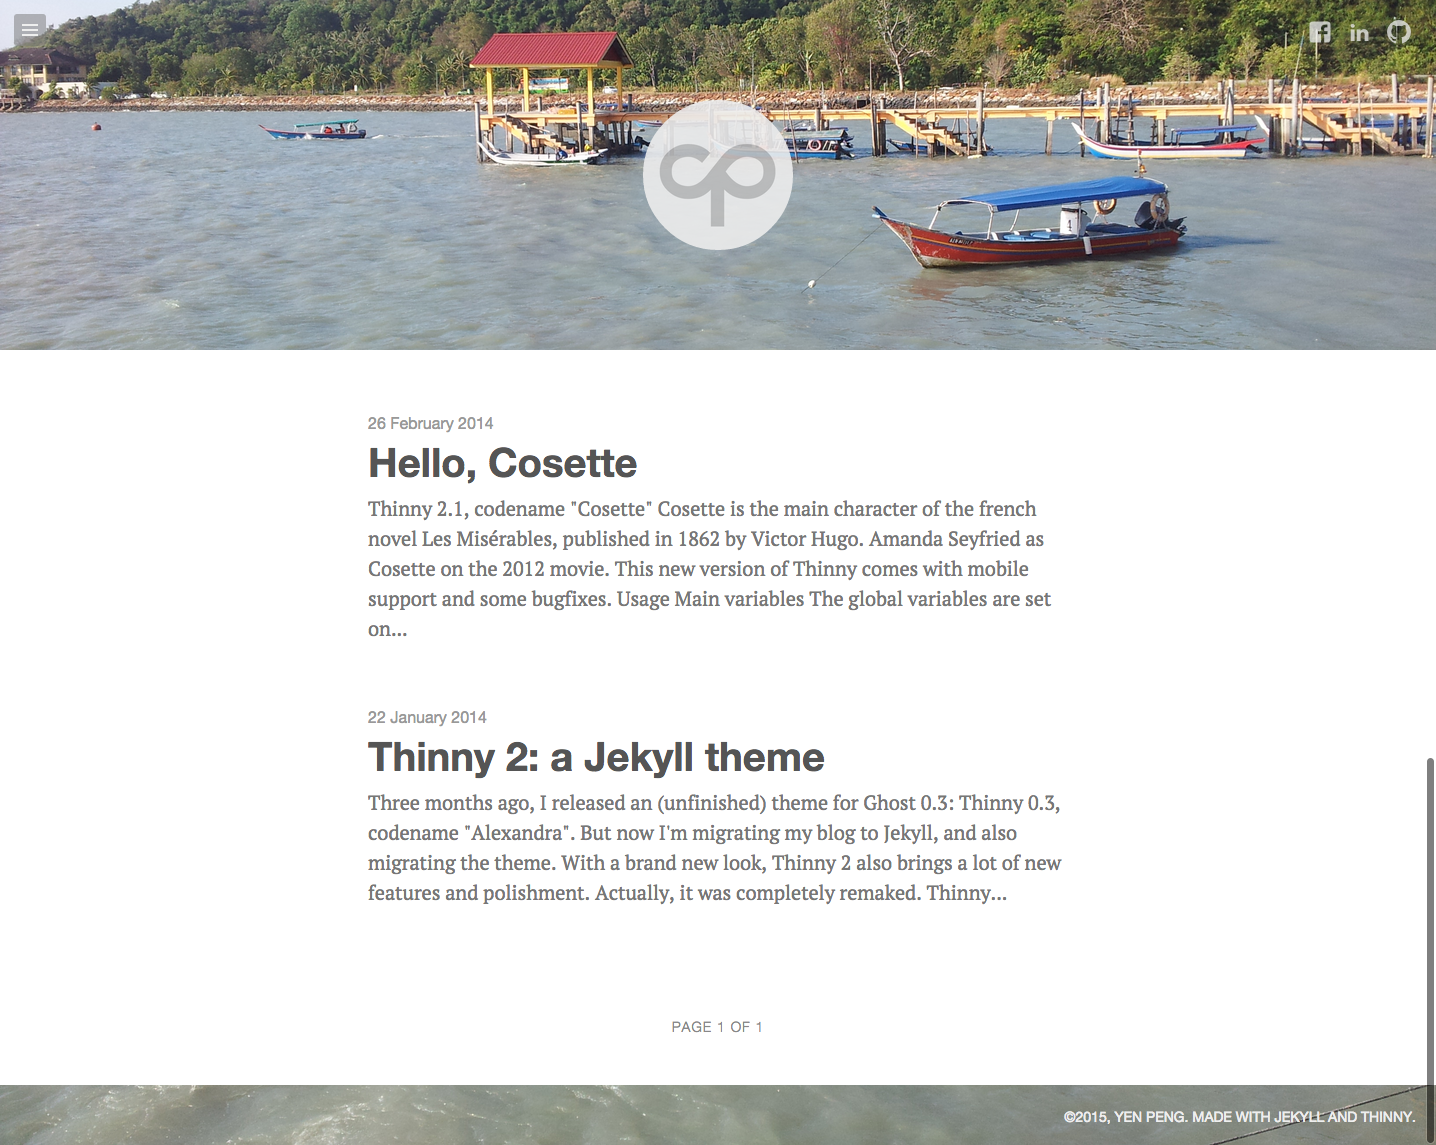 26 February 2014
Hello, Cosette
Thinny 2.1, codename "Cosette" Cosette is the main character of the french
novel Les Misérables, published in 1862 by Victor Hugo. Amanda Seyfried as
Cosette on the 2012 movie. This new version of Thinny comes with mobile
support and some bugfixes. Usage Main variables The global variables are set
on...
22 January 2014
Thinny 2: a Jekyll theme
Three months ago, I released an (unfinished) theme for Ghost 0.3: Thinny 0.3,
codename "Alexandra". But now I'm migrating my blog to Jekyll, and also
migrating the theme. With a brand new look, Thinny 2 also brings a lot of new
features and polishment. Actually, it was completely remaked. Thinny...
PAGE 1 OF 1
©2015, YEN PENG. MADE WITH JEKYLL AND THINNY.